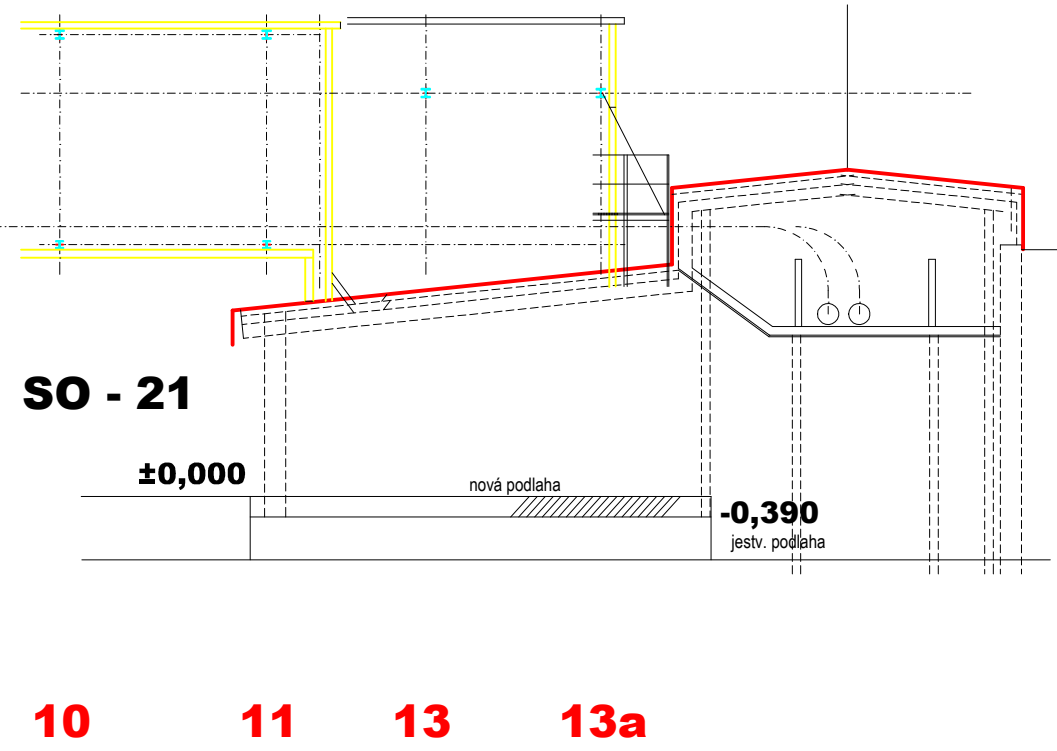 SO - 21
±0,000
nová podlaha
-0,390
jestv. podlaha
10 11 13 13a